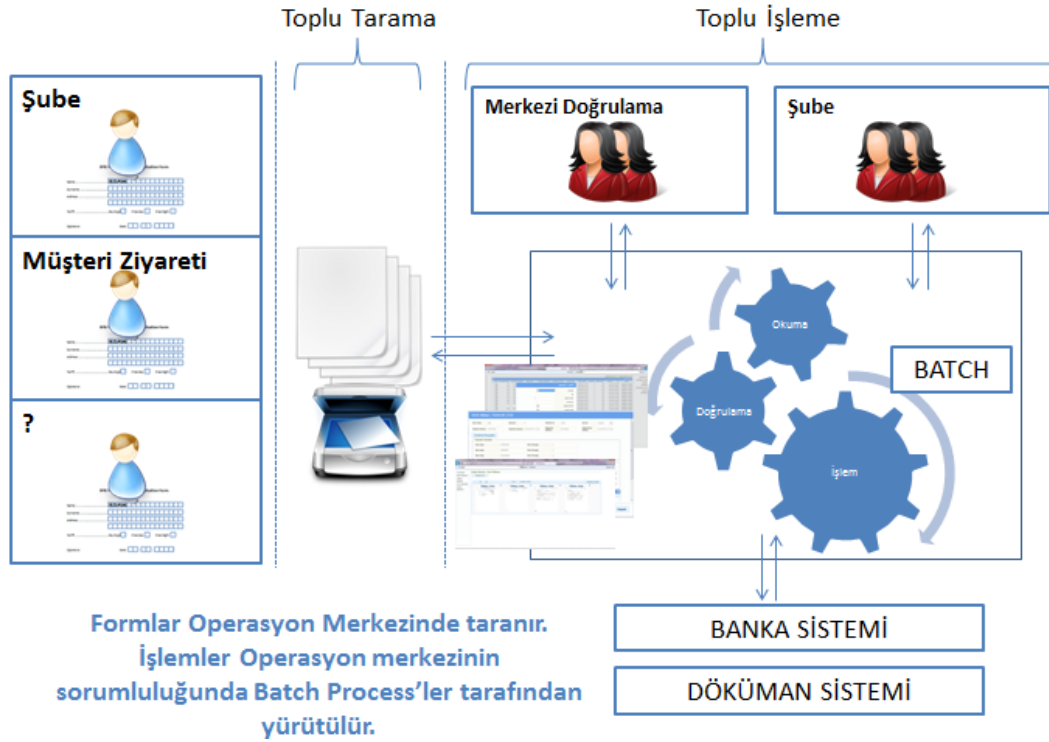 Toplu Tarama
Toplu İşleme
Şube
Müşteri Ziyareti
?
Merkezi Doğrulama
Şube
Okuma
Doğrulama
İşlem
BATCH
Formlar Operasyon Merkezinde taranır.
İşlemler Operasyon merkezinin
sorumluluğunda Batch Process’ler tarafından
yürütülür.
BANKA SİSTEMİ
DÖKÜMAN SİSTEMİ